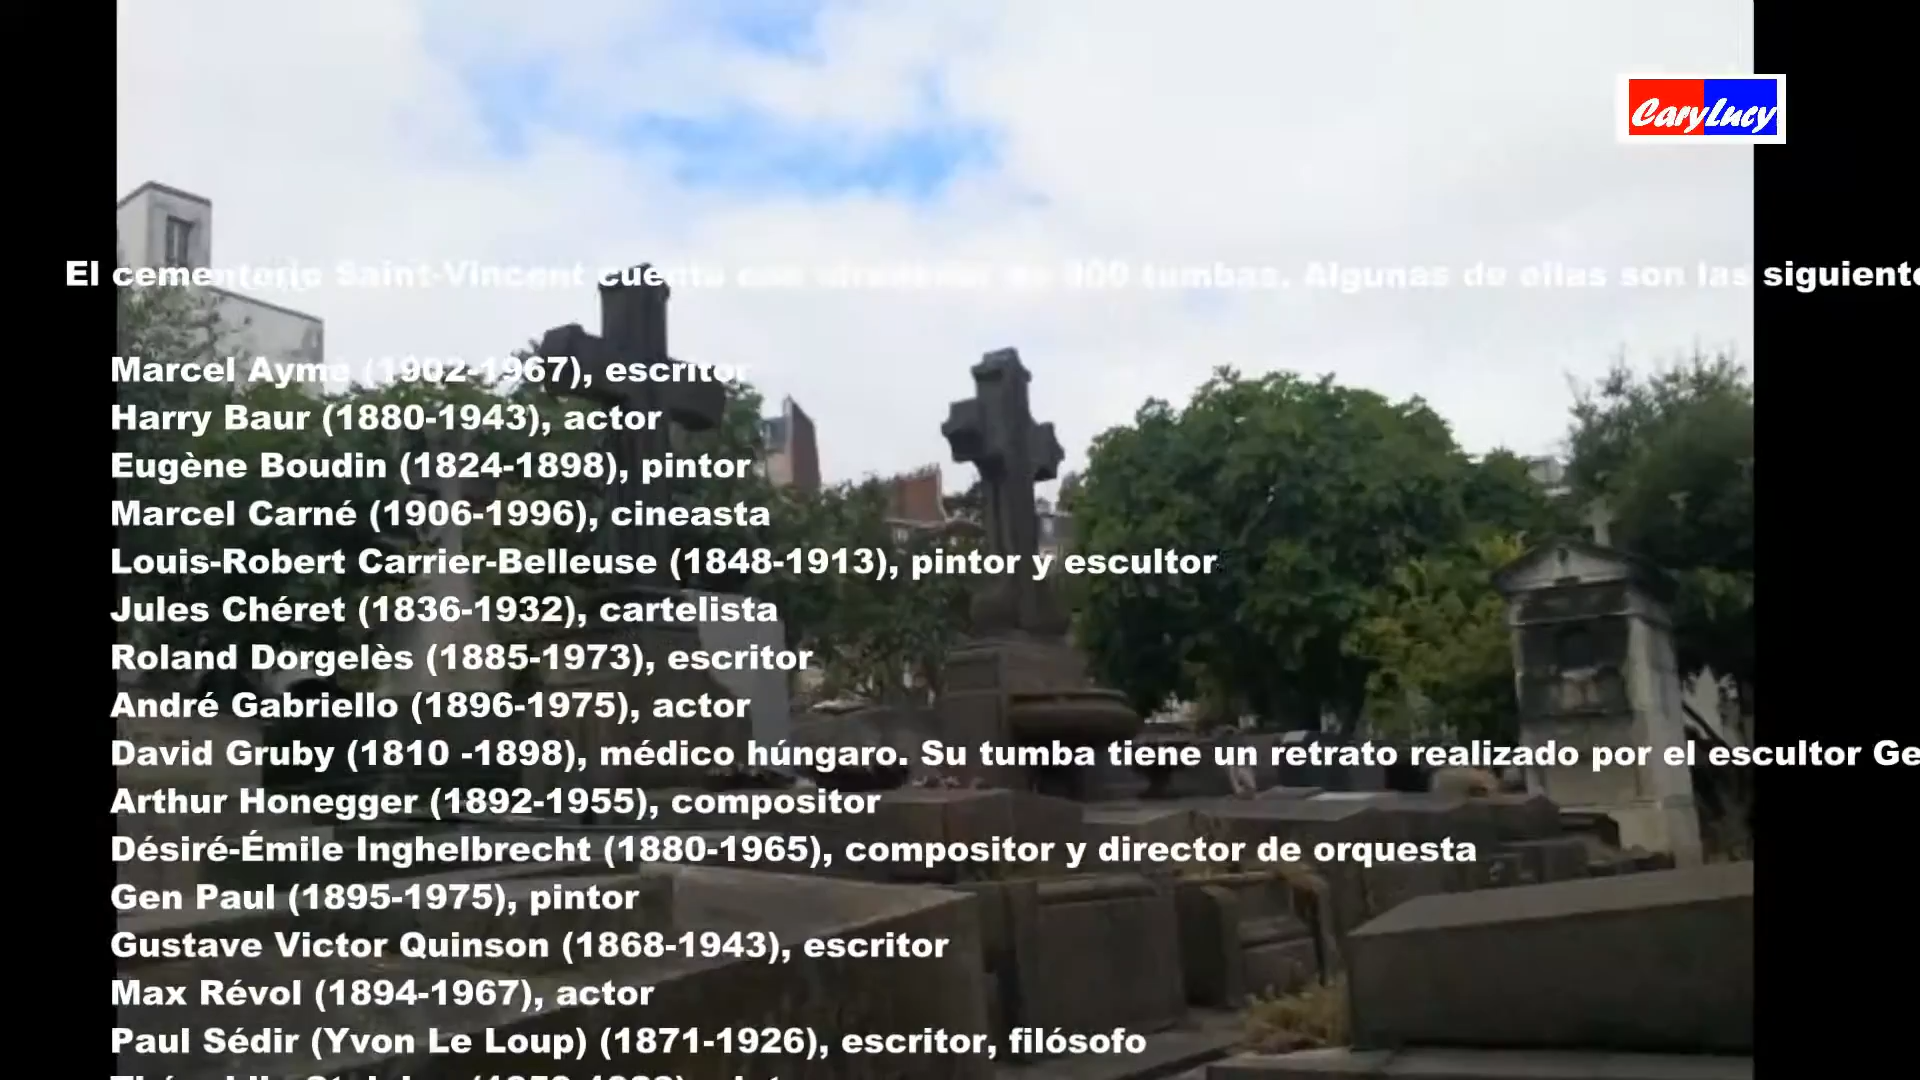 CaryLucy
El cementerio Saint-Vincent cuenta 900 tumbas. Algunas de ellas son las siguiente
Marcel Aymé (1902-1967), escritor
Harry Baur (1880-1943), actor
Eugène Boudin (1824-1898), pintor
Marcel Carné (1906-1996), cineasta
Louis-Robert Carrier-Belleuse (1848-1913), pintor y escultor
Jules Chéret (1836-1932), cartelista
Roland Dorgelès (1885-1973), escritor
André Gabriello (1896-1975), actor
David Gruby (1810 -1898), médico húngaro. Su tumba tiene un retrato realizado por el escultor Ge
Arthur Honegger (1892-1955), compositor
Désiré-Émile Inghelbrecht (1880-1965), compositor y director de orquesta
Gen Paul (1895-1975), pintor
Gustave Victor Quinson (1868-1943), escritor
Max Révol (1894-1967), actor
Paul Sédir (Yvon Le Loup) (1871-1926), escritor, filósofo